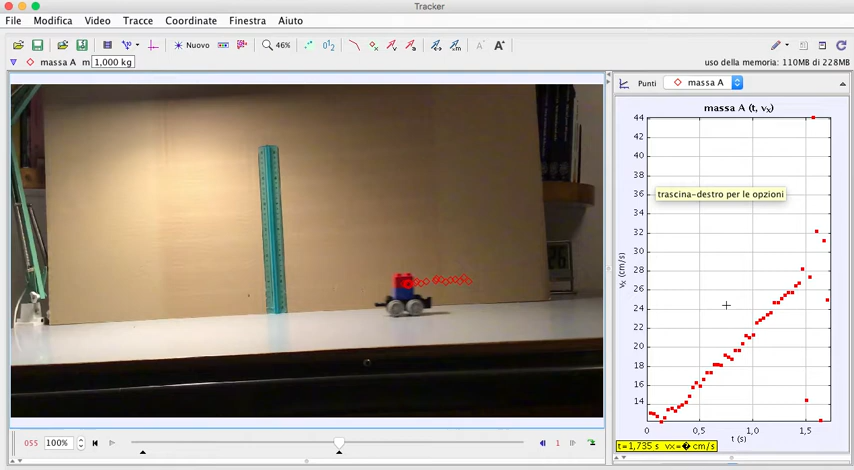 Tracker
File Modifica Video Tracce Coordinate Finestra Aiuto
Nuovo 46%
massa A m 1,000 kg
uso della memoria: 110MB di 228MB
Punti massa A
massa A (t, vx)
44
42
40
38
36
trascina-destro per le opzioni
34
32
30
28
26
24
22
20
18
16
14
vx (cm/s)
0 0,5 1,0 1,5
t (s)
t=1,735 s vx=� cm/s
055 100% 1